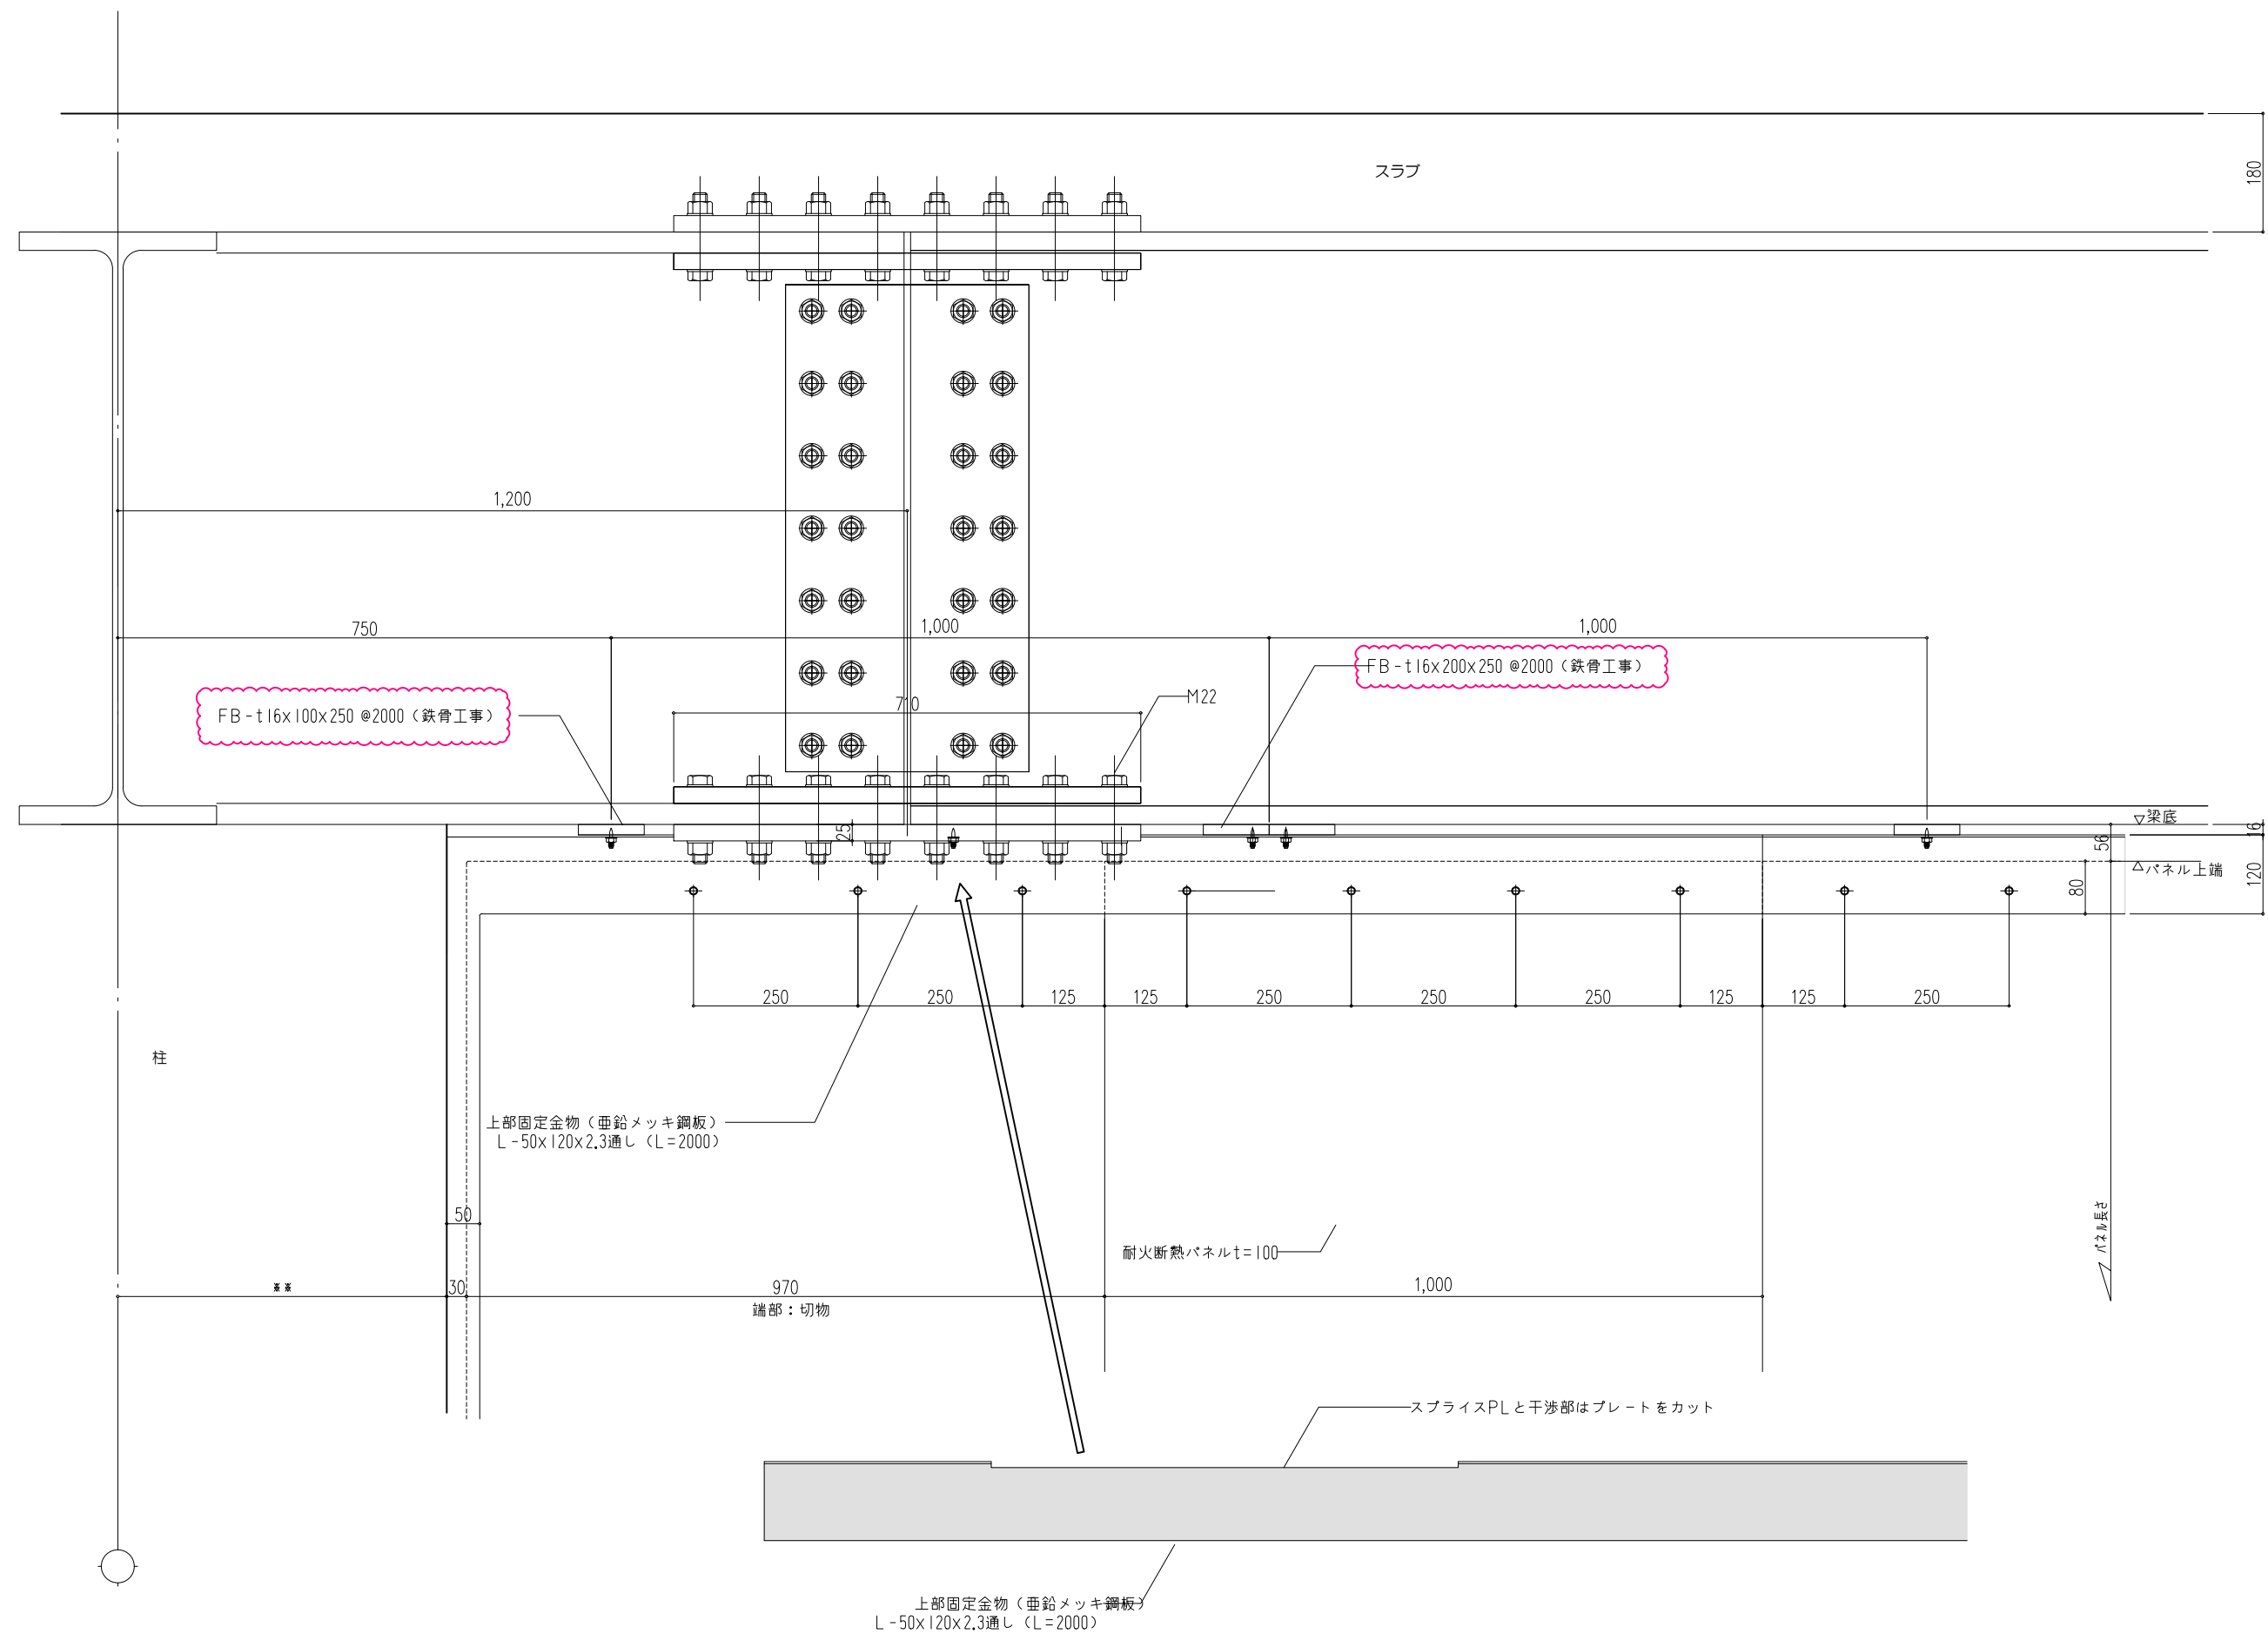 スラブ
180
1,200
750
1,000
1,000
FB-t16x200x250 @2000（鉄骨工事）
M22
710
FB-t16x100x250 @2000（鉄骨工事）
▽梁底
25
16
56
△パネル上端
120
80
250
250
125
125
250
250
250
125
125
250
柱
上部固定金物（亜鉛メッキ鋼板）
L-50x120x2.3通し（L=2000）
50
パネル長さ
耐火断熱パネルt=100
**
30
970
1,000
端部：切物
スプライスPLと干渉部はプレートをカット
上部固定金物（亜鉛メッキ鋼板）
L-50x120x2.3通し（L=2000）